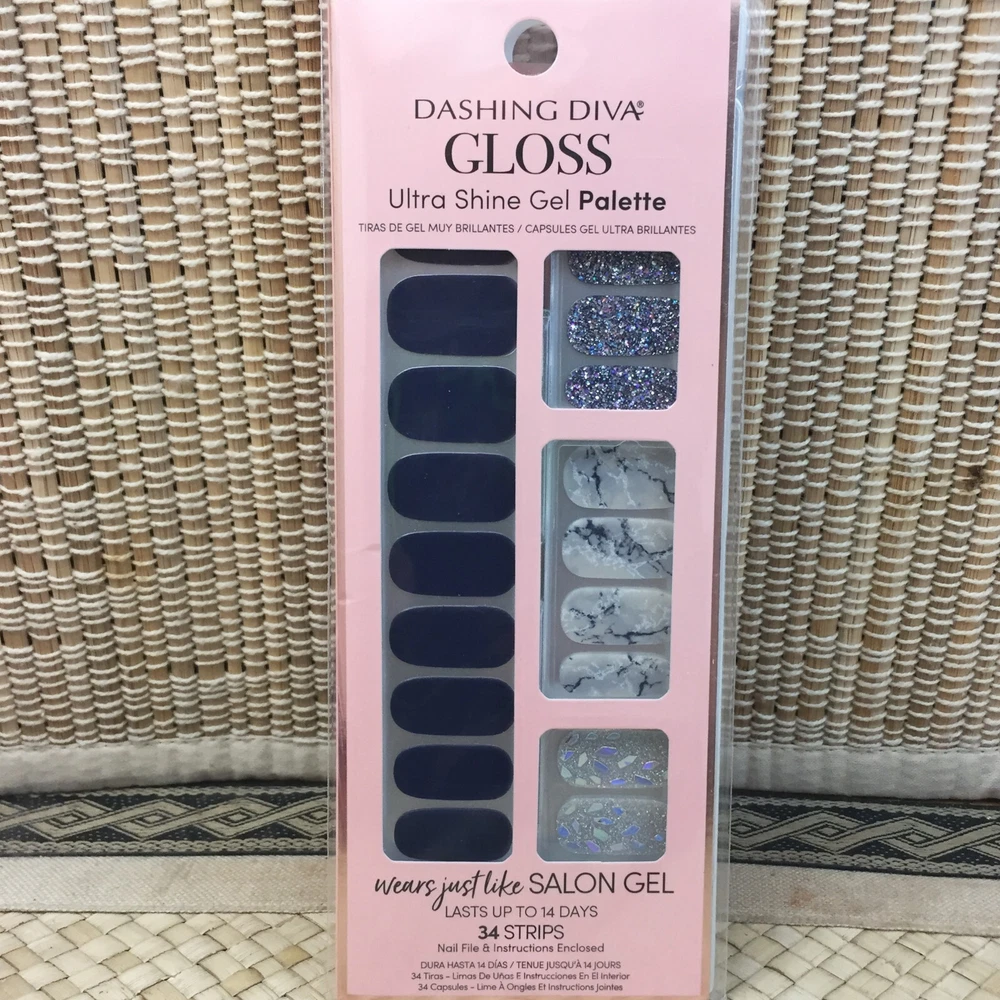 DASHING DIVA®
GLOSS
Ultra Shine Gel Palette
TIRAS DE GEL MUY BRILLANTES / CAPSULES GEL ULTRA BRILLANTES
wears just like SALON GEL
LASTS UP TO 14 DAYS
34 STRIPS
Nail File & Instructions Enclosed
DURA HASTA 14 DÍAS / TENUE JUSQU'À 14 JOURS
34 Tiras - Limas De Uñas E Instrucciones En El Interior
34 Capsules - Lime À Ongles Et Instructions Jointes